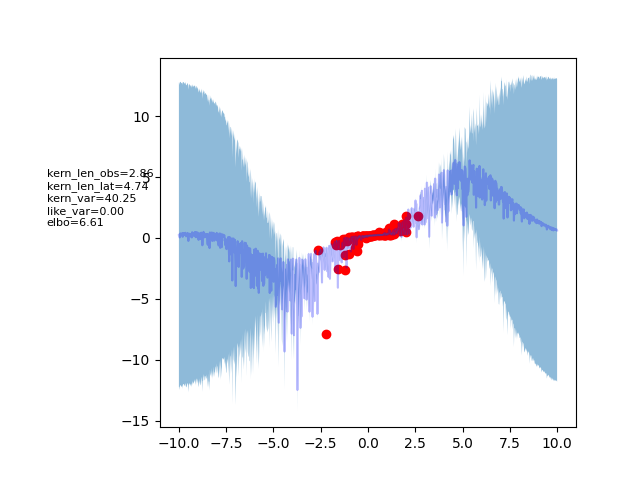 10
5
0
−5
−10
−15
kern_len_obs=2.86
kern_len_lat=4.74
kern_var=40.25
like_var=0.00
elbo=6.61
−10.0 −7.5 −5.0 −2.5 0.0 2.5 5.0 7.5 10.0